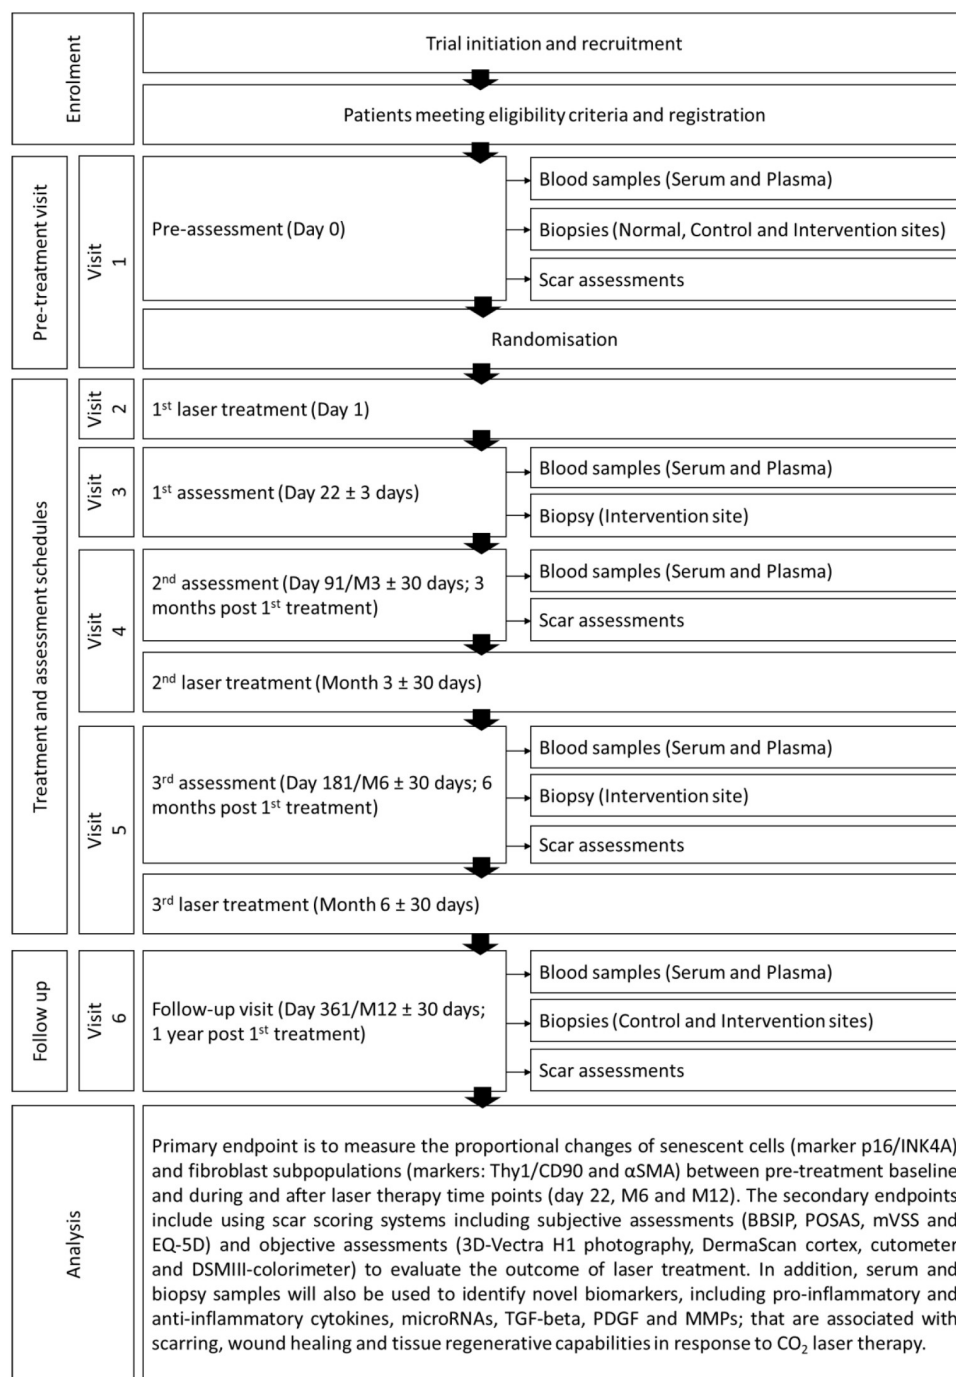 Enrolment
Trial initiation and recruitment
Patients meeting eligibility criteria and registration
Pre-treatment visit
Visit
1
Pre-assessment (Day 0)
Blood samples (Serum and Plasma)
Biopsies (Normal, Control and Intervention sites)
Scar assessments
Randomisation
Treatment and assessment schedules
Visit
2
1st laser treatment (Day 1)
Visit
3
1st assessment (Day 22 ± 3 days)
Blood samples (Serum and Plasma)
Biopsy (Intervention site)
Visit
4
2nd assessment (Day 91/M3 ± 30 days; 3
months post 1st treatment)
Blood samples (Serum and Plasma)
Scar assessments
2nd laser treatment (Month 3 ± 30 days)
Visit
5
3rd assessment (Day 181/M6 ± 30 days; 6
months post 1st treatment)
Blood samples (Serum and Plasma)
Biopsy (Intervention site)
Scar assessments
3rd laser treatment (Month 6 ± 30 days)
Follow up
Visit
6
Follow-up visit (Day 361/M12 ± 30 days;
1 year post 1st treatment)
Blood samples (Serum and Plasma)
Biopsies (Control and Intervention sites)
Scar assessments
Analysis
Primary endpoint is to measure the proportional changes of senescent cells (marker p16/INK4A)
and fibroblast subpopulations (markers: Thy1/CD90 and αSMA) between pre-treatment baseline
and during and after laser therapy time points (day 22, M6 and M12). The secondary endpoints
include using scar scoring systems including subjective assessments (BBSIP, POSAS, mVSS and
EQ-5D) and objective assessments (3D-Vectra H1 photography, DermaScan cortex, cutometer
and DSMIII-colorimeter) to evaluate the outcome of laser treatment. In addition, serum and
biopsy samples will also be used to identify novel biomarkers, including pro-inflammatory and
anti-inflammatory cytokines, microRNAs, TGF-beta, PDGF and MMPs; that are associated with
scarring, wound healing and tissue regenerative capabilities in response to CO₂ laser therapy.